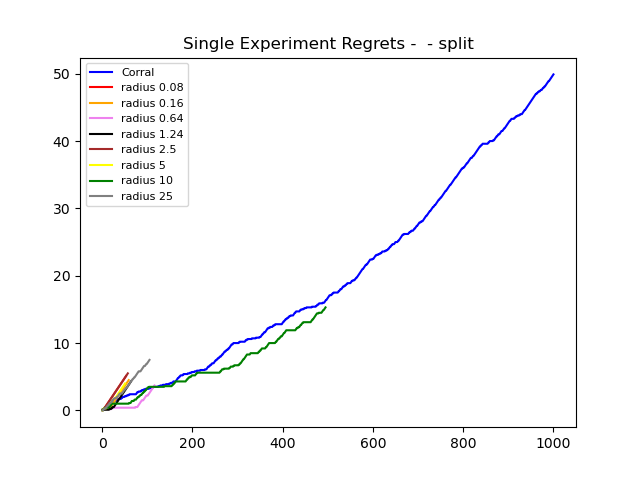 Single Experiment Regrets -  - split
50
40
30
20
10
0
Corral
radius 0.08
radius 0.16
radius 0.64
radius 1.24
radius 2.5
radius 5
radius 10
radius 25
0 200 400 600 800 1000